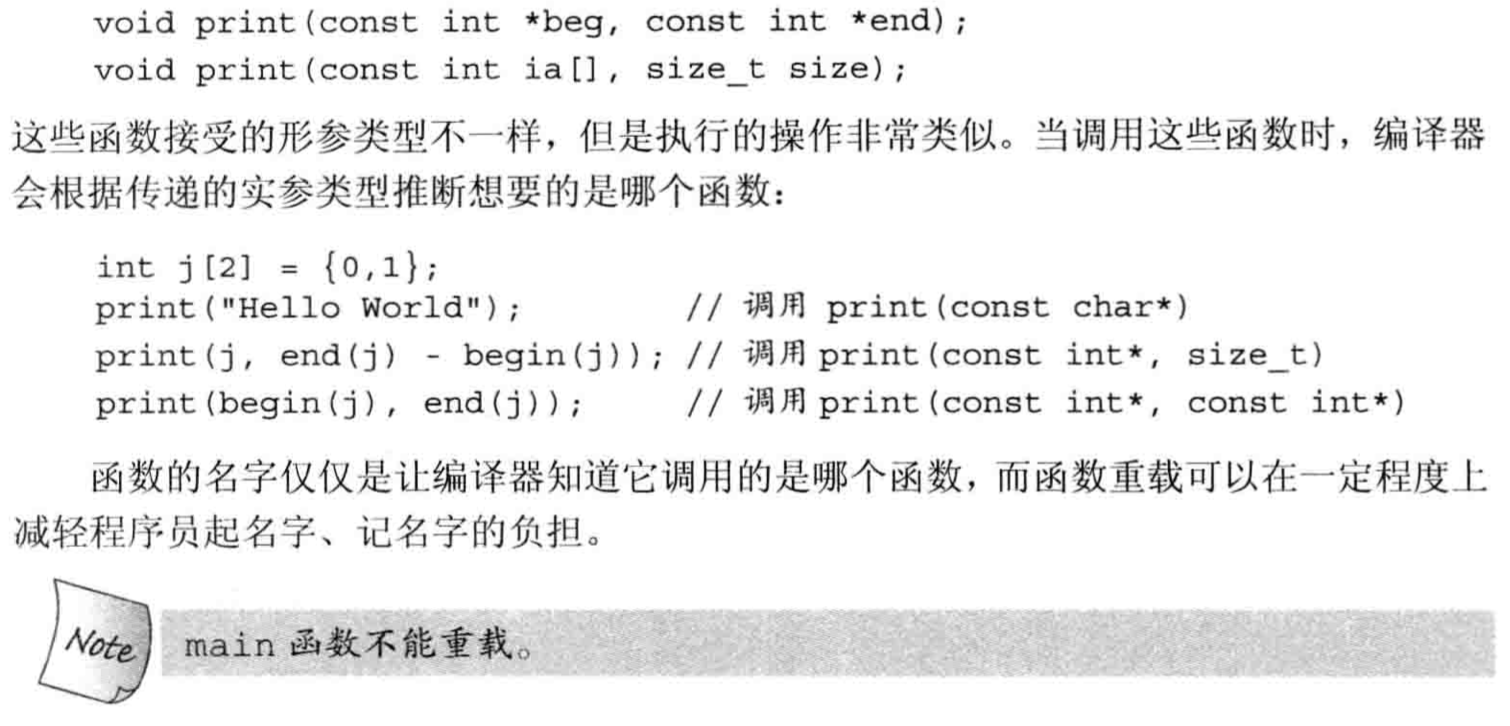 void print(const int *beg, const int *end);
void print(const int ia[], size_t size);
这些函数接受的形参类型不一样，但是执行的操作非常类似。当调用这些函数时，编译器
会根据传递的实参类型推断想要的是哪个函数：
int j[2] = {0,1};
print("Hello World"); // 调用 print(const char*)
print(j, end(j) - begin(j)); // 调用 print(const int*, size_t)
print(begin(j), end(j)); // 调用 print(const int*, const int*)
函数的名字仅仅是让编译器知道它调用的是哪个函数，而函数重载可以在一定程度上
减轻程序员起名字、记名字的负担。
Note main 函数不能重载。